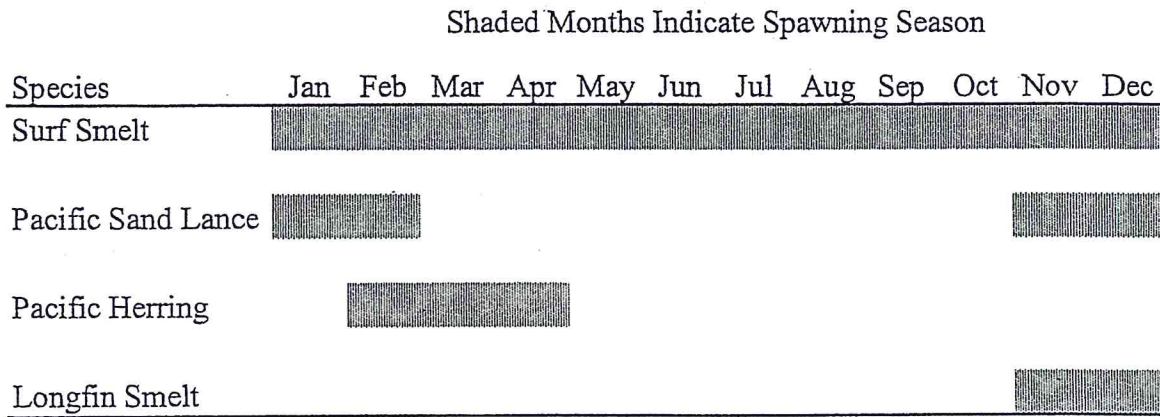 Shaded Months Indicate Spawning Season
Species Jan Feb Mar Apr May Jun Jul Aug Sep Oct Nov Dec
Surf Smelt
Pacific Sand Lance
Pacific Herring
Longfin Smelt